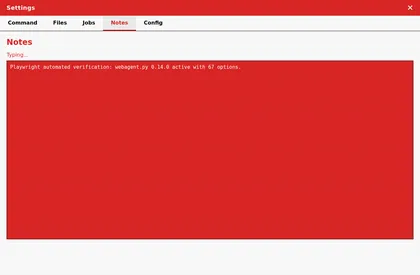 Settings
×
Command Files Jobs Notes Config
Notes
Typing...
Playwright automated verification: webagent.py 0.14.0 active with 67 options.